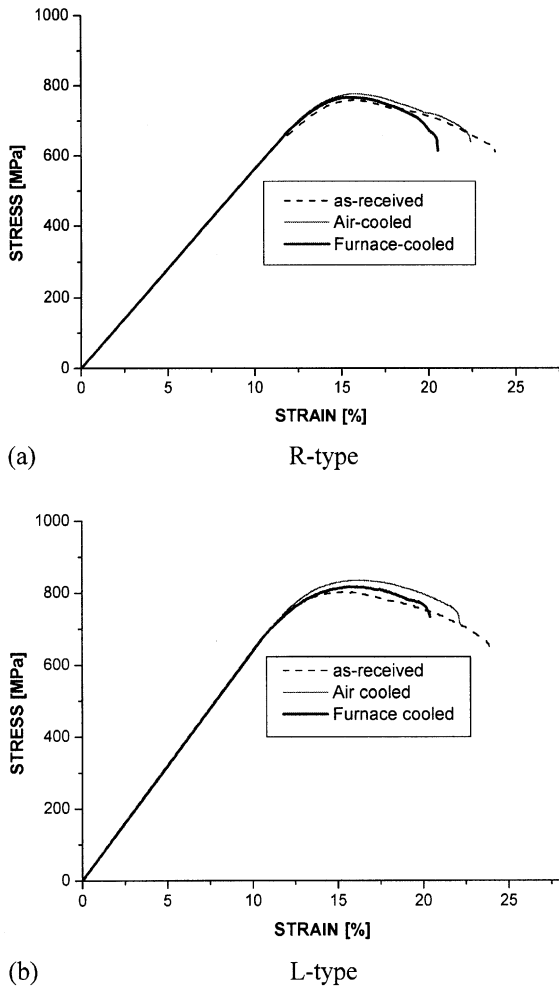 1000
800
600
400
200
0
STRESS [MPa]
as-received
Air-cooled
Furnace-cooled
0 5 10 15 20 25
STRAIN [%]
(a) R-type
1000
800
600
400
200
0
STRESS [MPa]
as-received
Air cooled
Furnace cooled
0 5 10 15 20 25
STRAIN [%]
(b) L-type